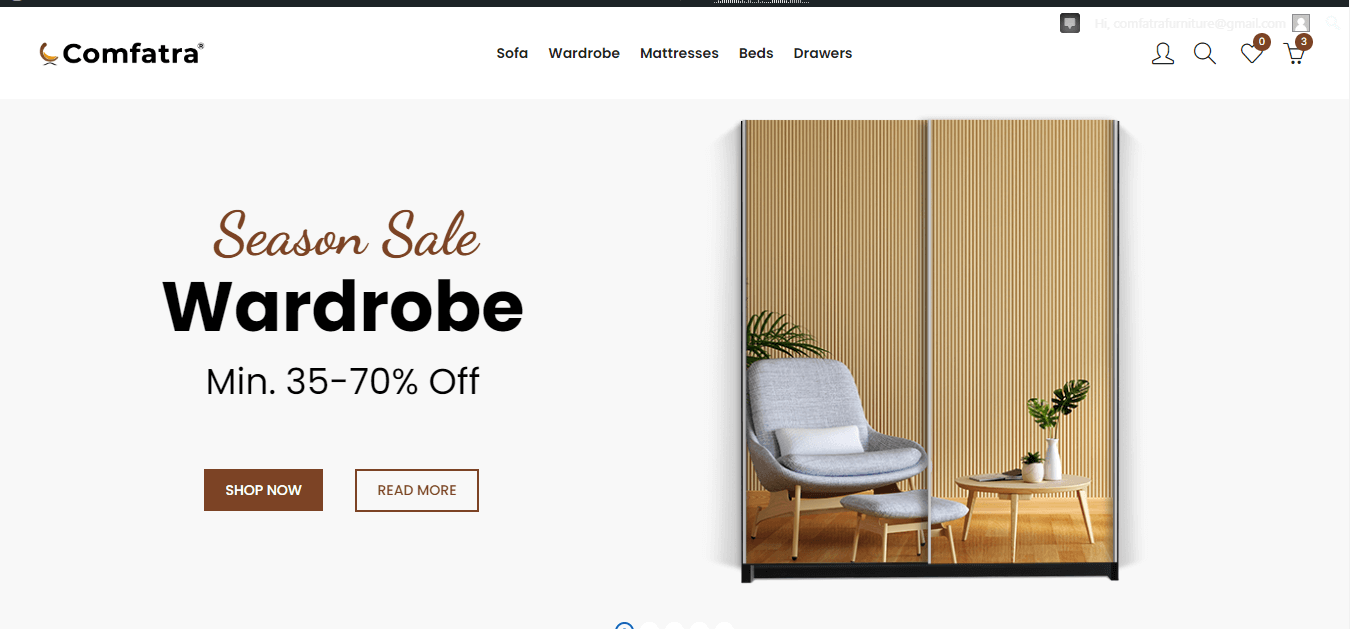 Hi, comfatrafurniture@gmail.com
Comfatra®
Sofa Wardrobe Mattresses Beds Drawers
0 3
Season Sale
Wardrobe
Min. 35-70% Off
SHOP NOW READ MORE